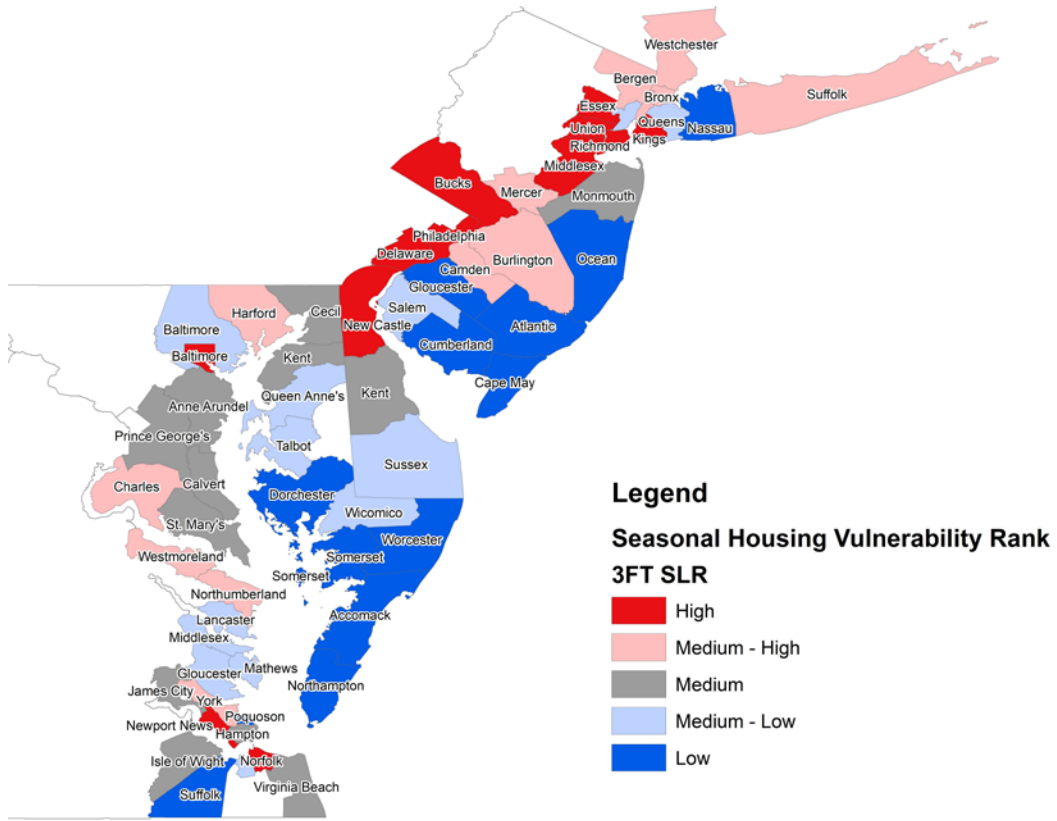 Westchester
Bergen
Suffolk
Bronx
Essex
Queens
Union
Nassau
Kings
Richmond
Middlesex
Bucks
Mercer
Monmouth
Philadelphia
Delaware
Burlington
Ocean
Camden
Gloucester
Salem
Harford
Cecil
New Castle
Atlantic
Baltimore
Cumberland
Baltimore
Kent
Cape May
Queen Anne's
Kent
Anne Arundel
Prince George's
Talbot
Sussex
Charles
Calvert
Dorchester
Wicomico
St. Mary's
Worcester
Westmoreland
Somerset
Somerset
Northumberland
Accomack
Lancaster
Middlesex
Mathews
Gloucester
Northampton
James City
York
Poquoson
Newport News
Hampton
Isle of Wight
Norfolk
Virginia Beach
Suffolk
Legend
Seasonal Housing Vulnerability Rank
3FT SLR
High
Medium - High
Medium
Medium - Low
Low